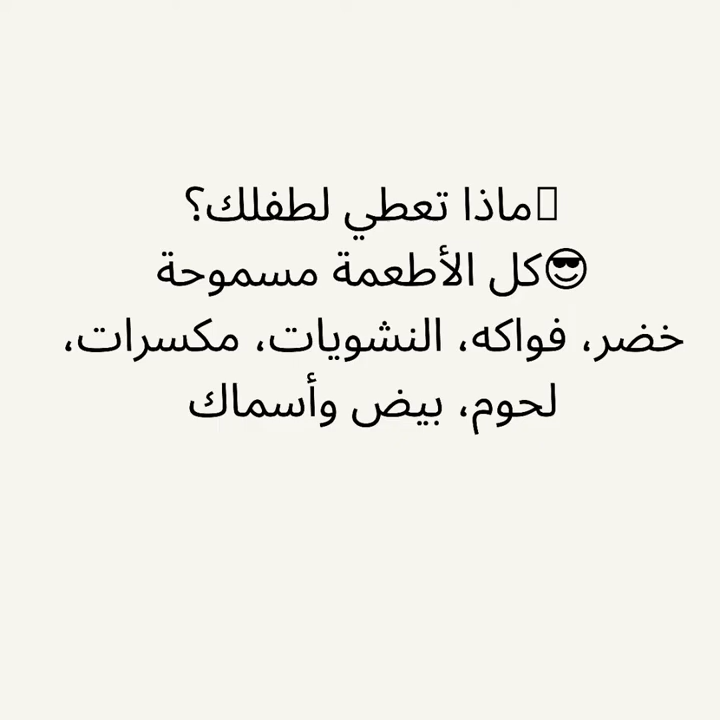 ماذا تعطي لطفلك؟
😎كل الأطعمة مسموحة
خضر، فواكه، النشويات، مكسرات،
لحوم، بيض وأسماك